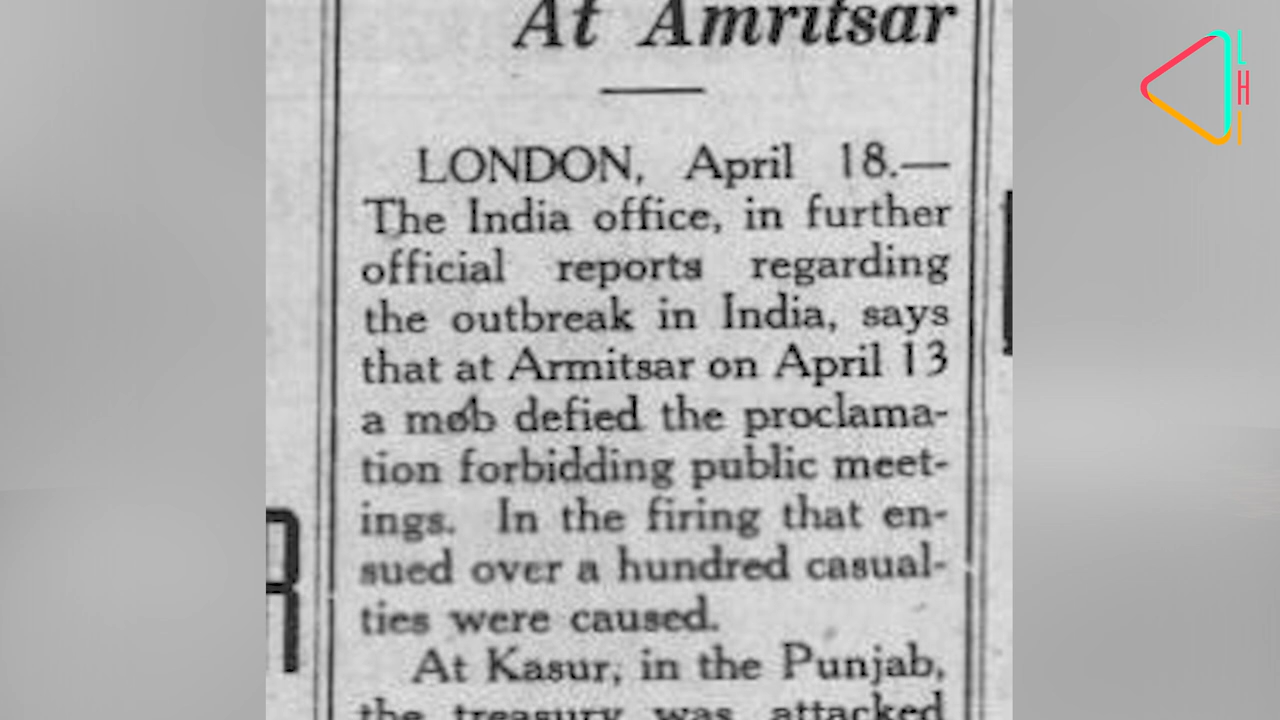 At Amritsar
LONDON, April 18.—
The India office, in further
official reports regarding
the outbreak in India, says
that at Armitsar on April 13
a mob defied the proclama-
tion forbidding public meet-
ings. In the firing that en-
sued over a hundred casual-
ties were caused.
At Kasur, in the Punjab,
the treasury was attacked
R
L
H
I